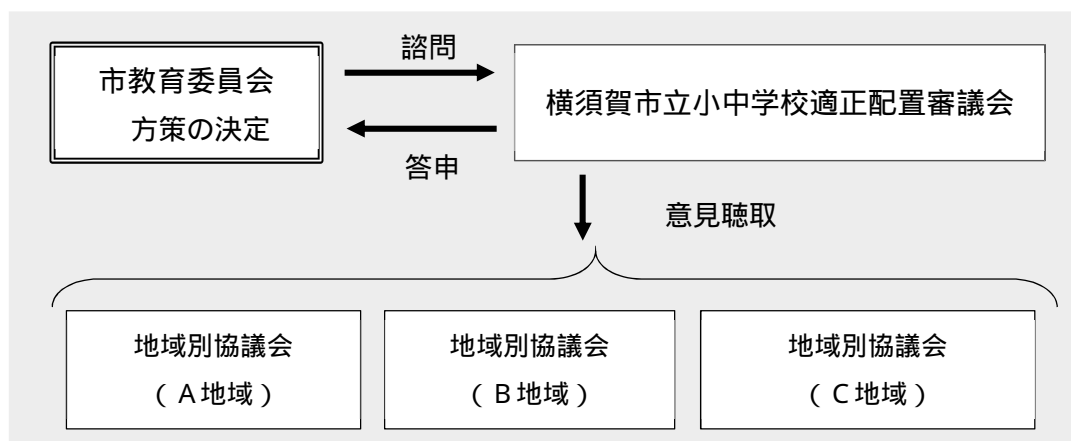 諮問
市教育委員会
方策の決定
横須賀市立小中学校適正配置審議会
答申
意見聴取
地域別協議会
（A地域）
地域別協議会
（B地域）
地域別協議会
（C地域）